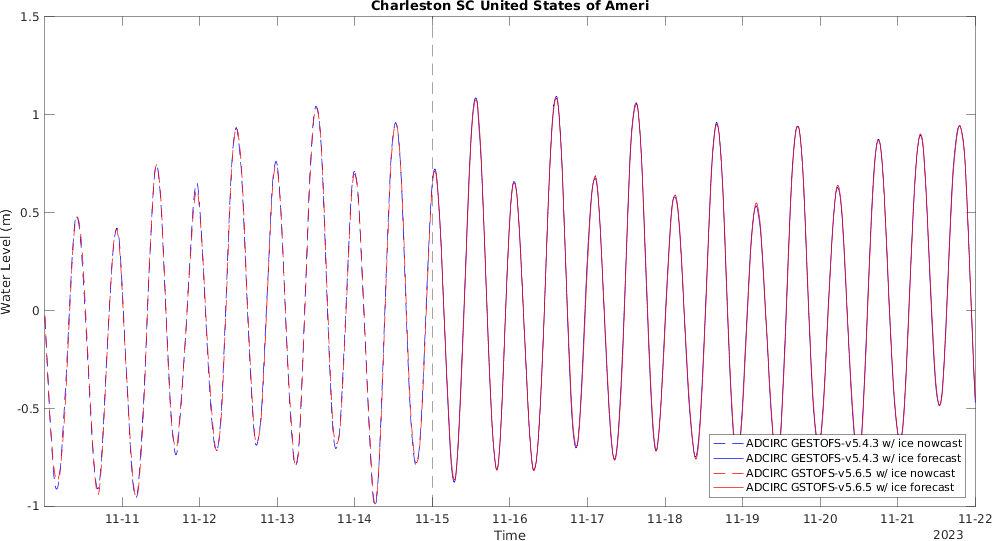 Charleston SC United States of Ameri
1.5
1
0.5
0
-0.5
-1
Water Level (m)
11-11
11-12
11-13
11-14
11-15
11-16
11-17
11-18
11-19
11-20
11-21
11-22
Time
2023
ADCIRC GESTOFS-v5.4.3 w/ ice nowcast
ADCIRC GESTOFS-v5.4.3 w/ ice forecast
ADCIRC GSTOFS-v5.6.5 w/ ice nowcast
ADCIRC GSTOFS-v5.6.5 w/ ice forecast